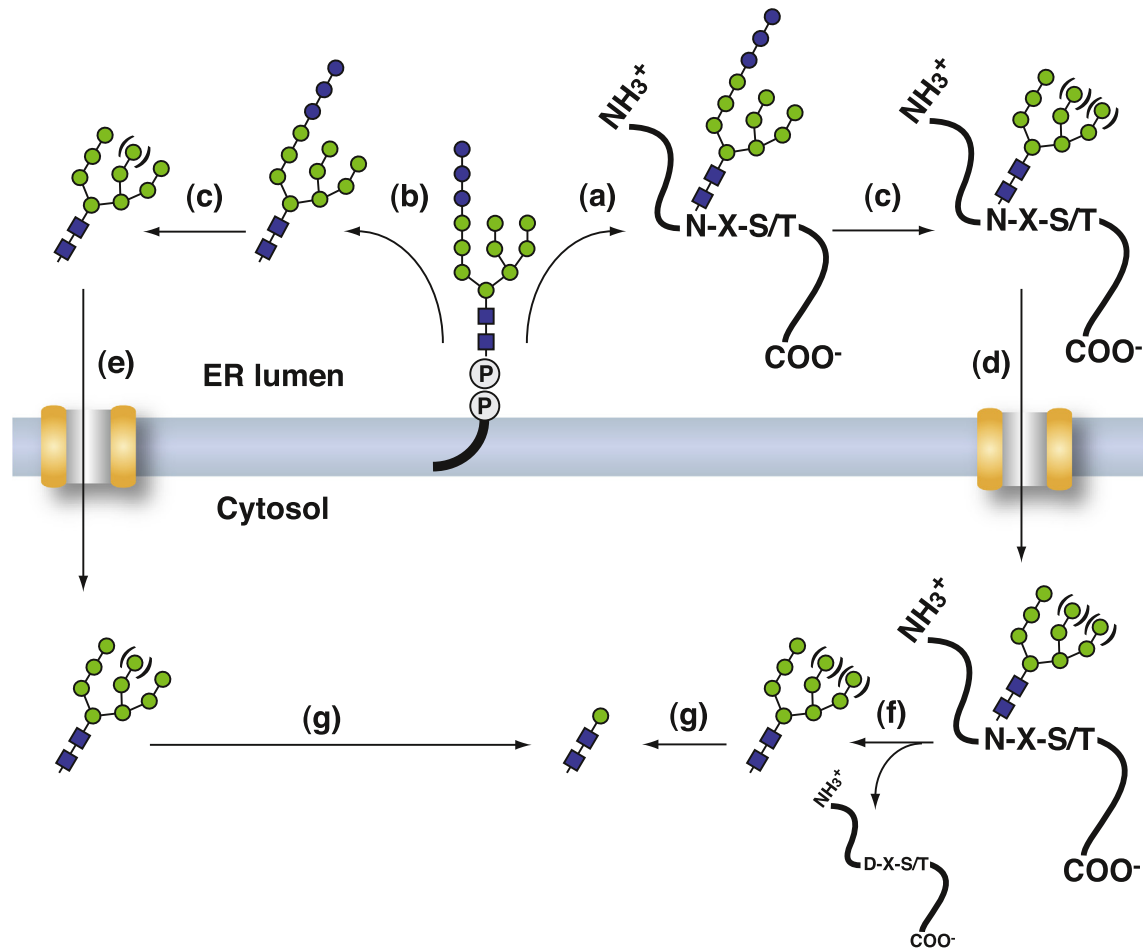 NH3+
NH3+
(c)
(b)
(a)
(c)
N-X-S/T
N-X-S/T
COO-
COO-
(e)
ER lumen
P
(d)
P
Cytosol
NH3+
(g)
(g)
(f)
N-X-S/T
NH3+
D-X-S/T
COO-
COO-